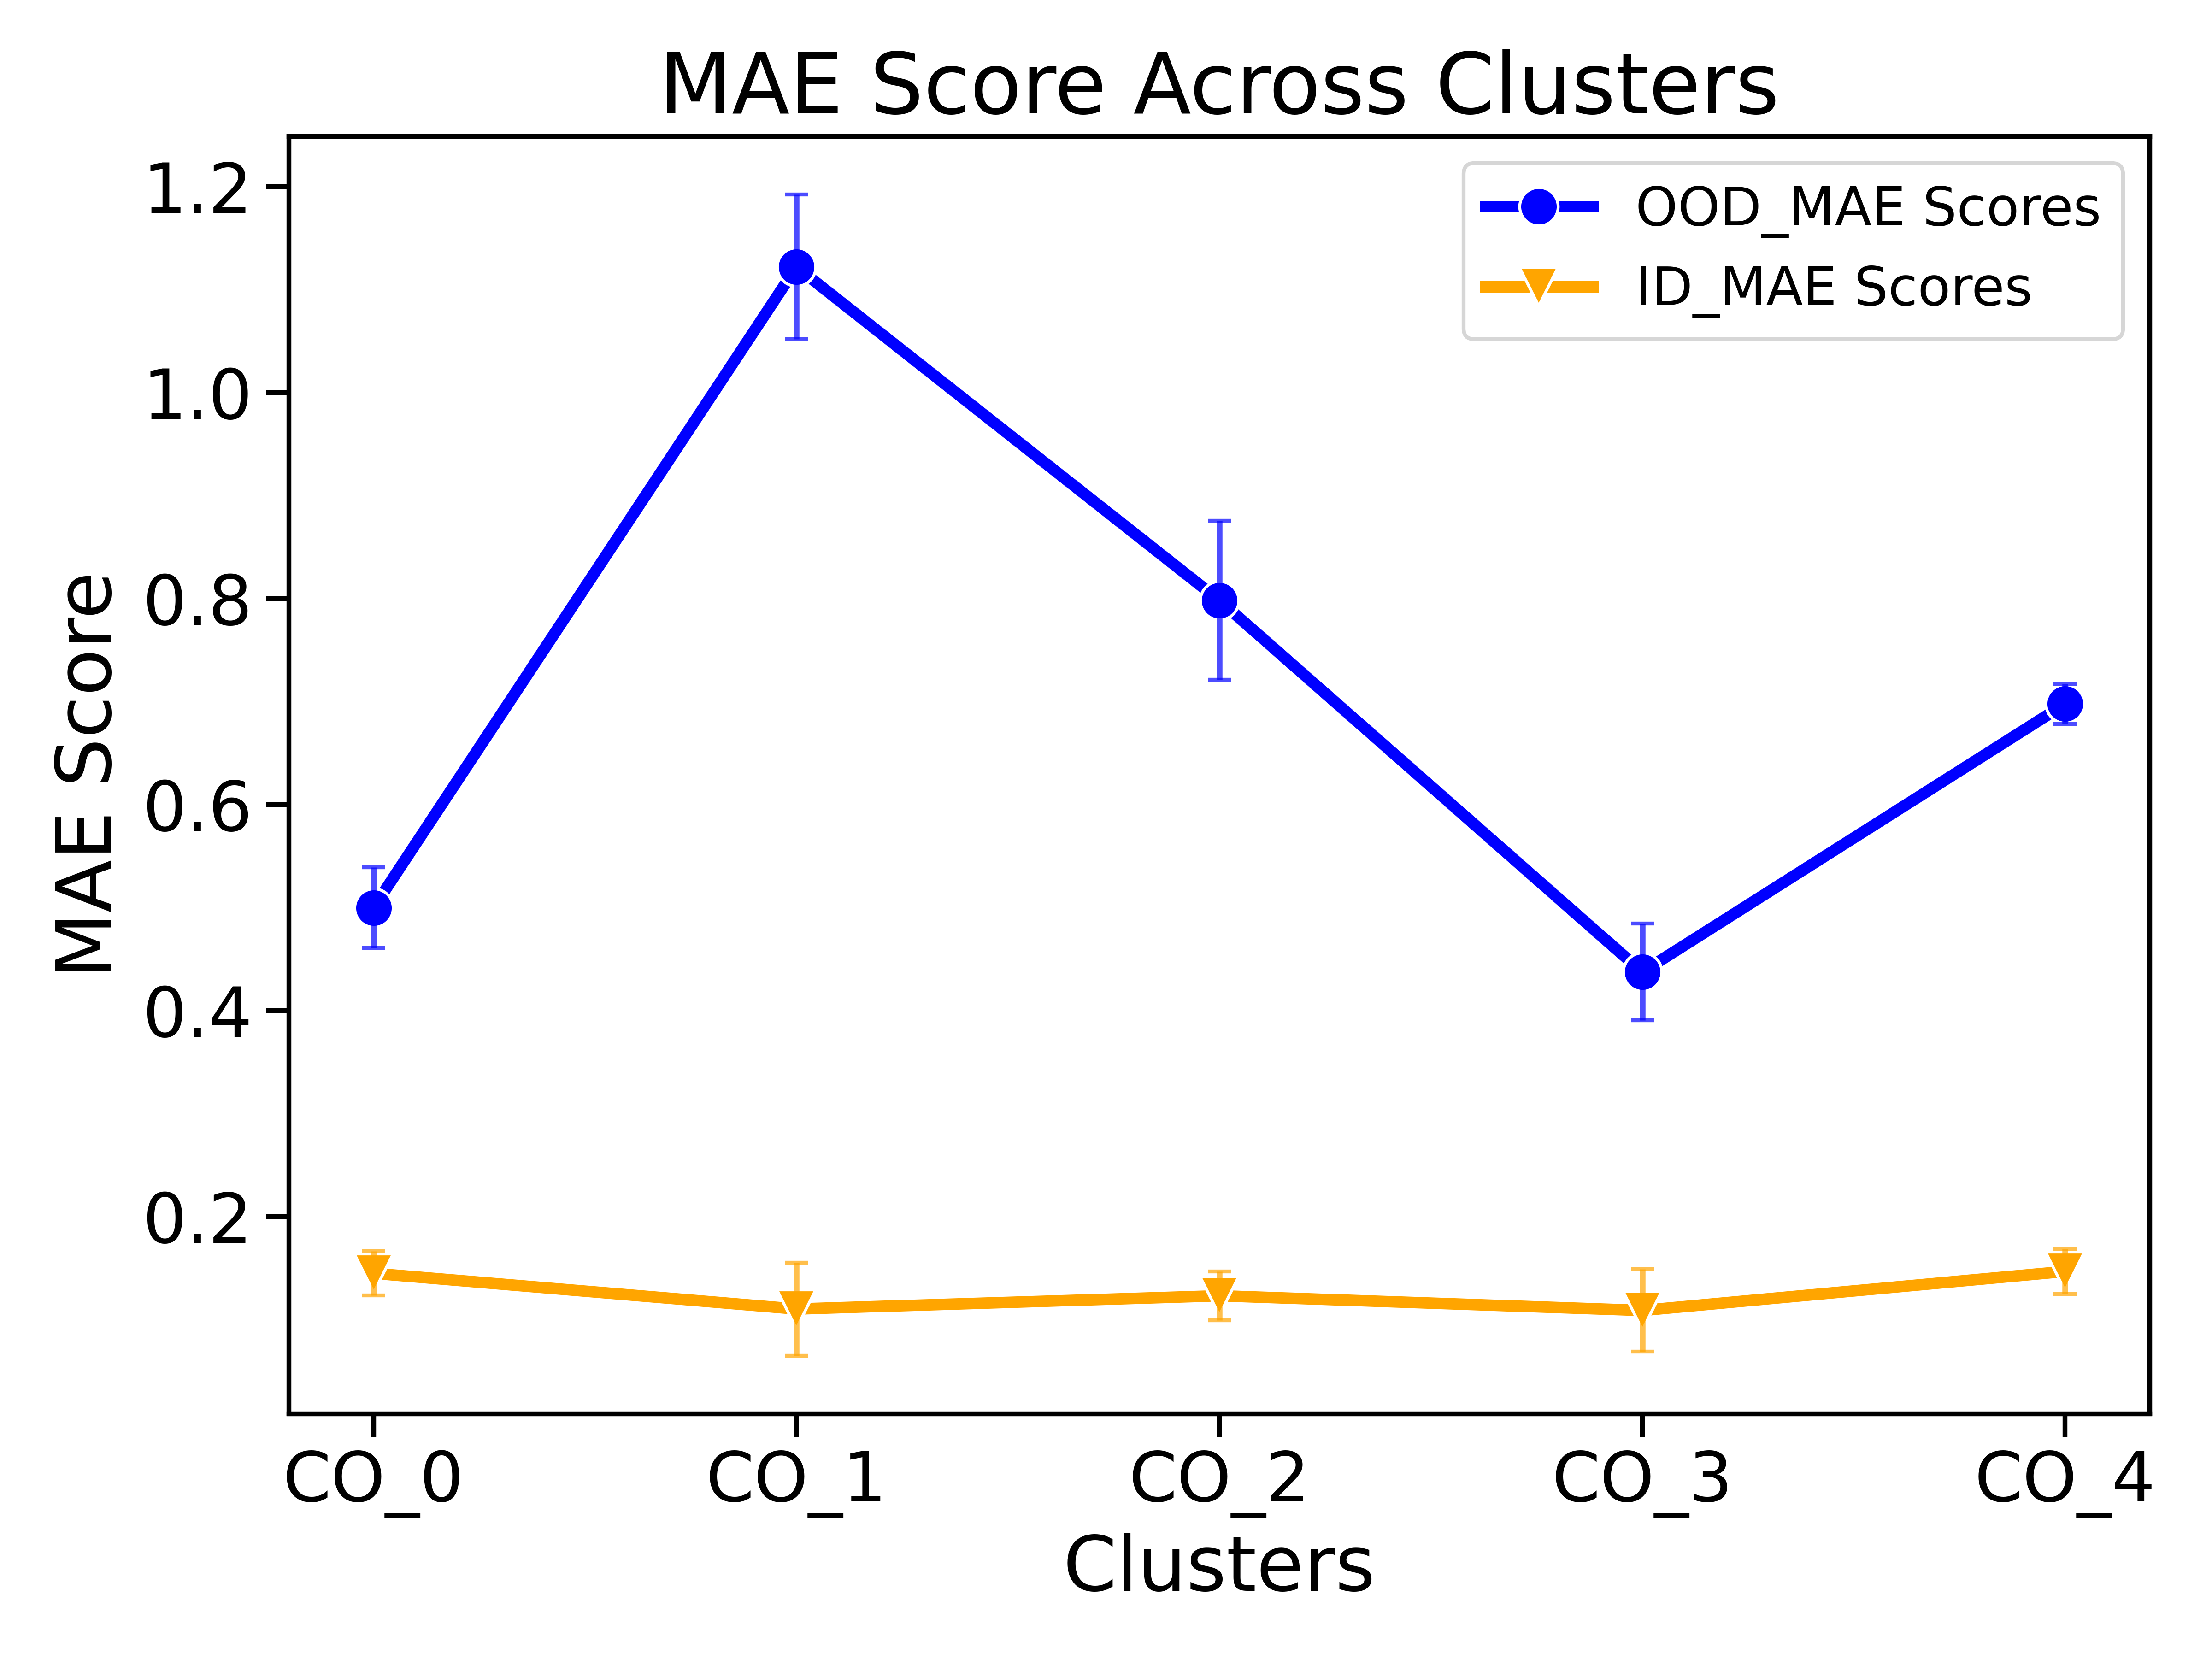 MAE Score Across Clusters
OOD_MAE Scores
ID_MAE Scores
MAE Score
1.2
1.0
0.8
0.6
0.4
0.2
CO_0 CO_1 CO_2 CO_3 CO_4
Clusters